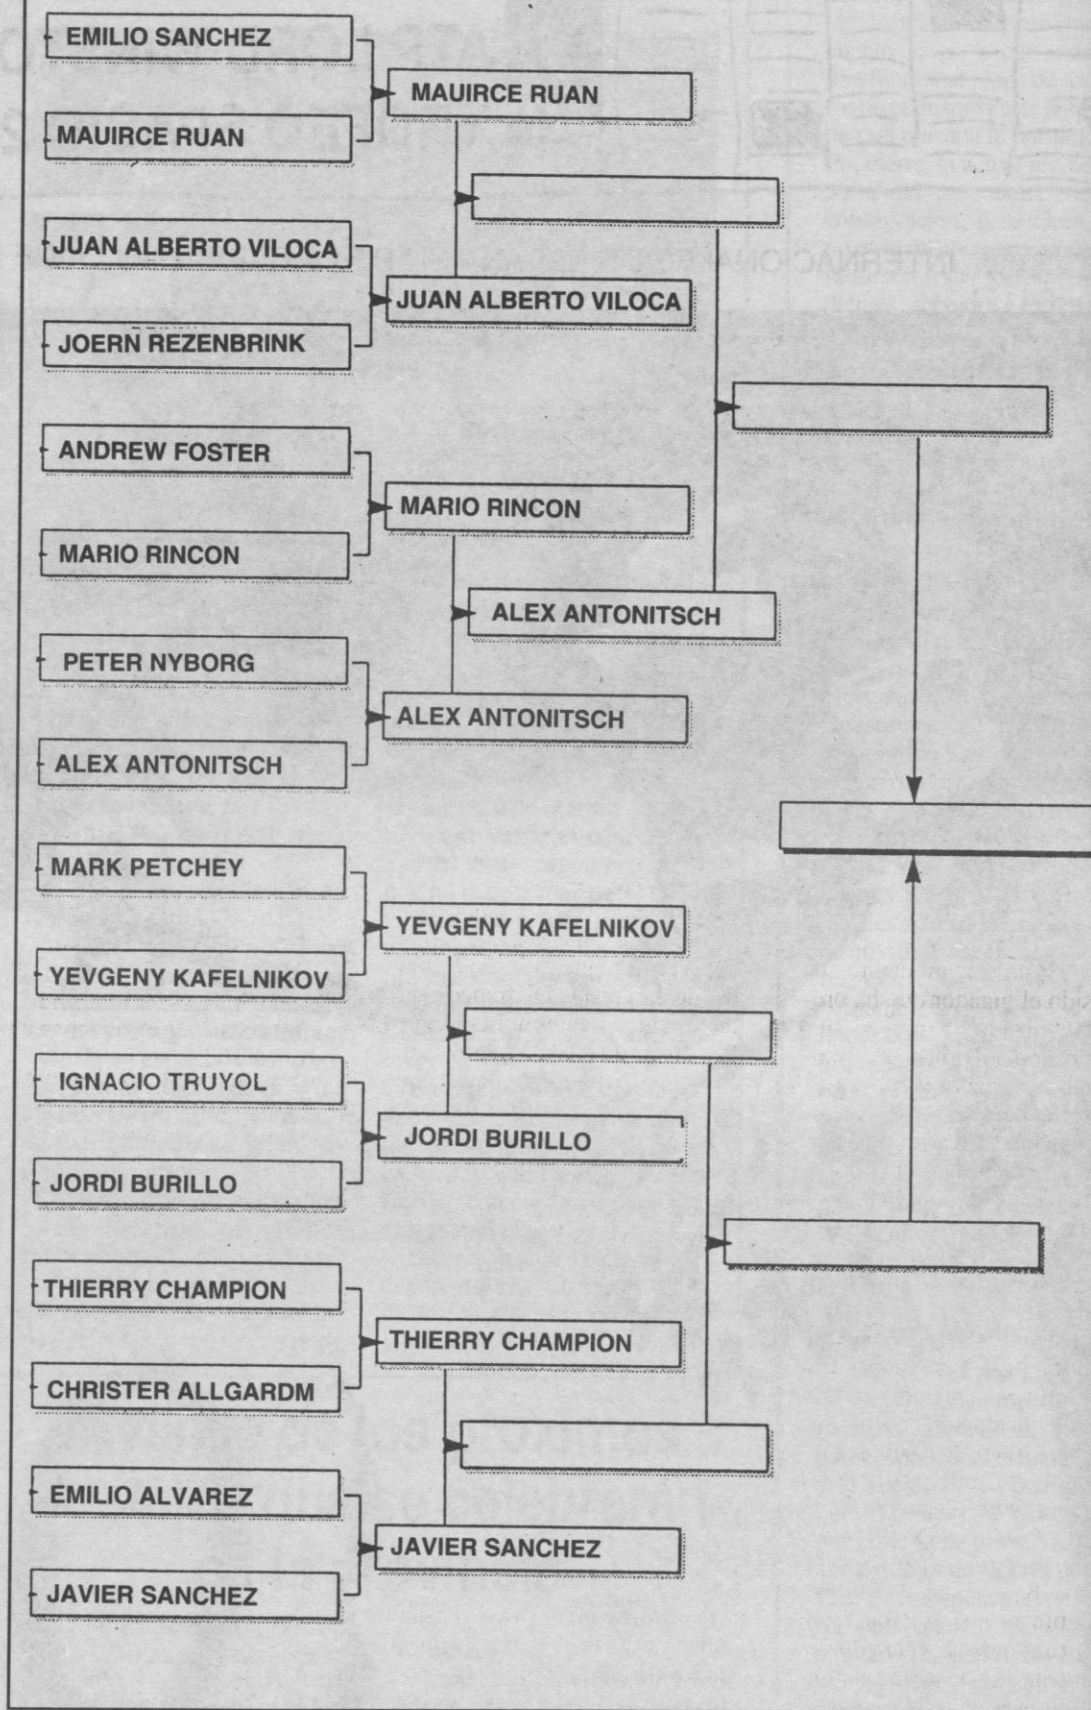 EMILIO SANCHEZ
MAUIRCE RUAN
MAUIRCE RUAN
JUAN ALBERTO VILOCA
JUAN ALBERTO VILOCA
JOERN REZENBRINK
ANDREW FOSTER
MARIO RINCON
MARIO RINCON
ALEX ANTONITSCH
PETER NYBORG
ALEX ANTONITSCH
ALEX ANTONITSCH
MARK PETCHEY
YEVGENY KAFELNIKOV
YEVGENY KAFELNIKOV
IGNACIO TRUYOL
JORDI BURILLO
JORDI BURILLO
THIERRY CHAMPION
THIERRY CHAMPION
CHRISTER ALLGARDM
EMILIO ALVAREZ
JAVIER SANCHEZ
JAVIER SANCHEZ
INTERNACIONAL